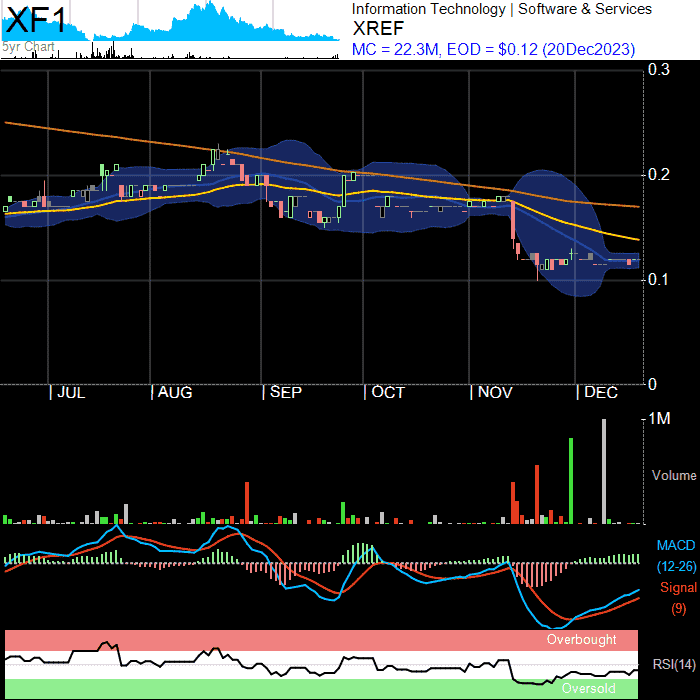 XF1
5yr Chart
Information Technology | Software & Services
XREF
MC = 22.3M, EOD = $0.12 (20Dec2023)
0.3
0.2
0.1
0
JUL AUG SEP OCT NOV DEC
1M
Volume
MACD
(12-26)
Signal
(9)
Overbought
RSI(14)
Oversold